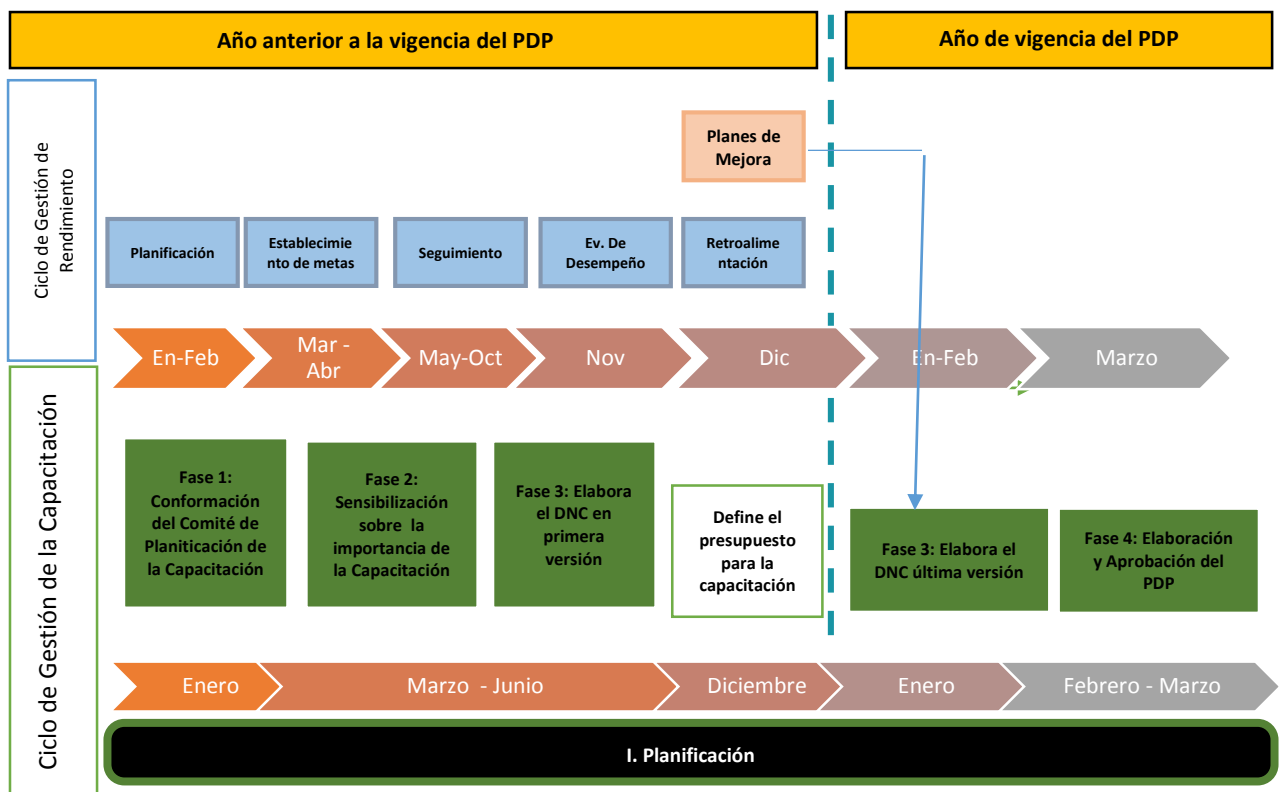 Año anterior a la vigencia del PDP
Año de vigencia del PDP
Ciclo de Gestión de
Rendimiento
Planes de
Mejora
Planificación
Establecimie
nto de metas
Seguimiento
Ev. De
Desempeño
Retroalime
ntación
En-Feb
Mar -
Abr
May-Oct
Nov
Dic
En-Feb
Marzo
Ciclo de Gestión de la Capacitación
Fase 1:
Conformación
del Comité de
Planiticación de
la Capacitación
Fase 2:
Sensibilización
sobre la
importancia de
la Capacitación
Fase 3: Elabora
el DNC en
primera
versión
Define el
presupuesto
para la
capacitación
Fase 3: Elabora el
DNC última versión
Fase 4: Elaboración
y Aprobación del
PDP
Enero
Marzo - Junio
Diciembre
Enero
Febrero - Marzo
I. Planificación